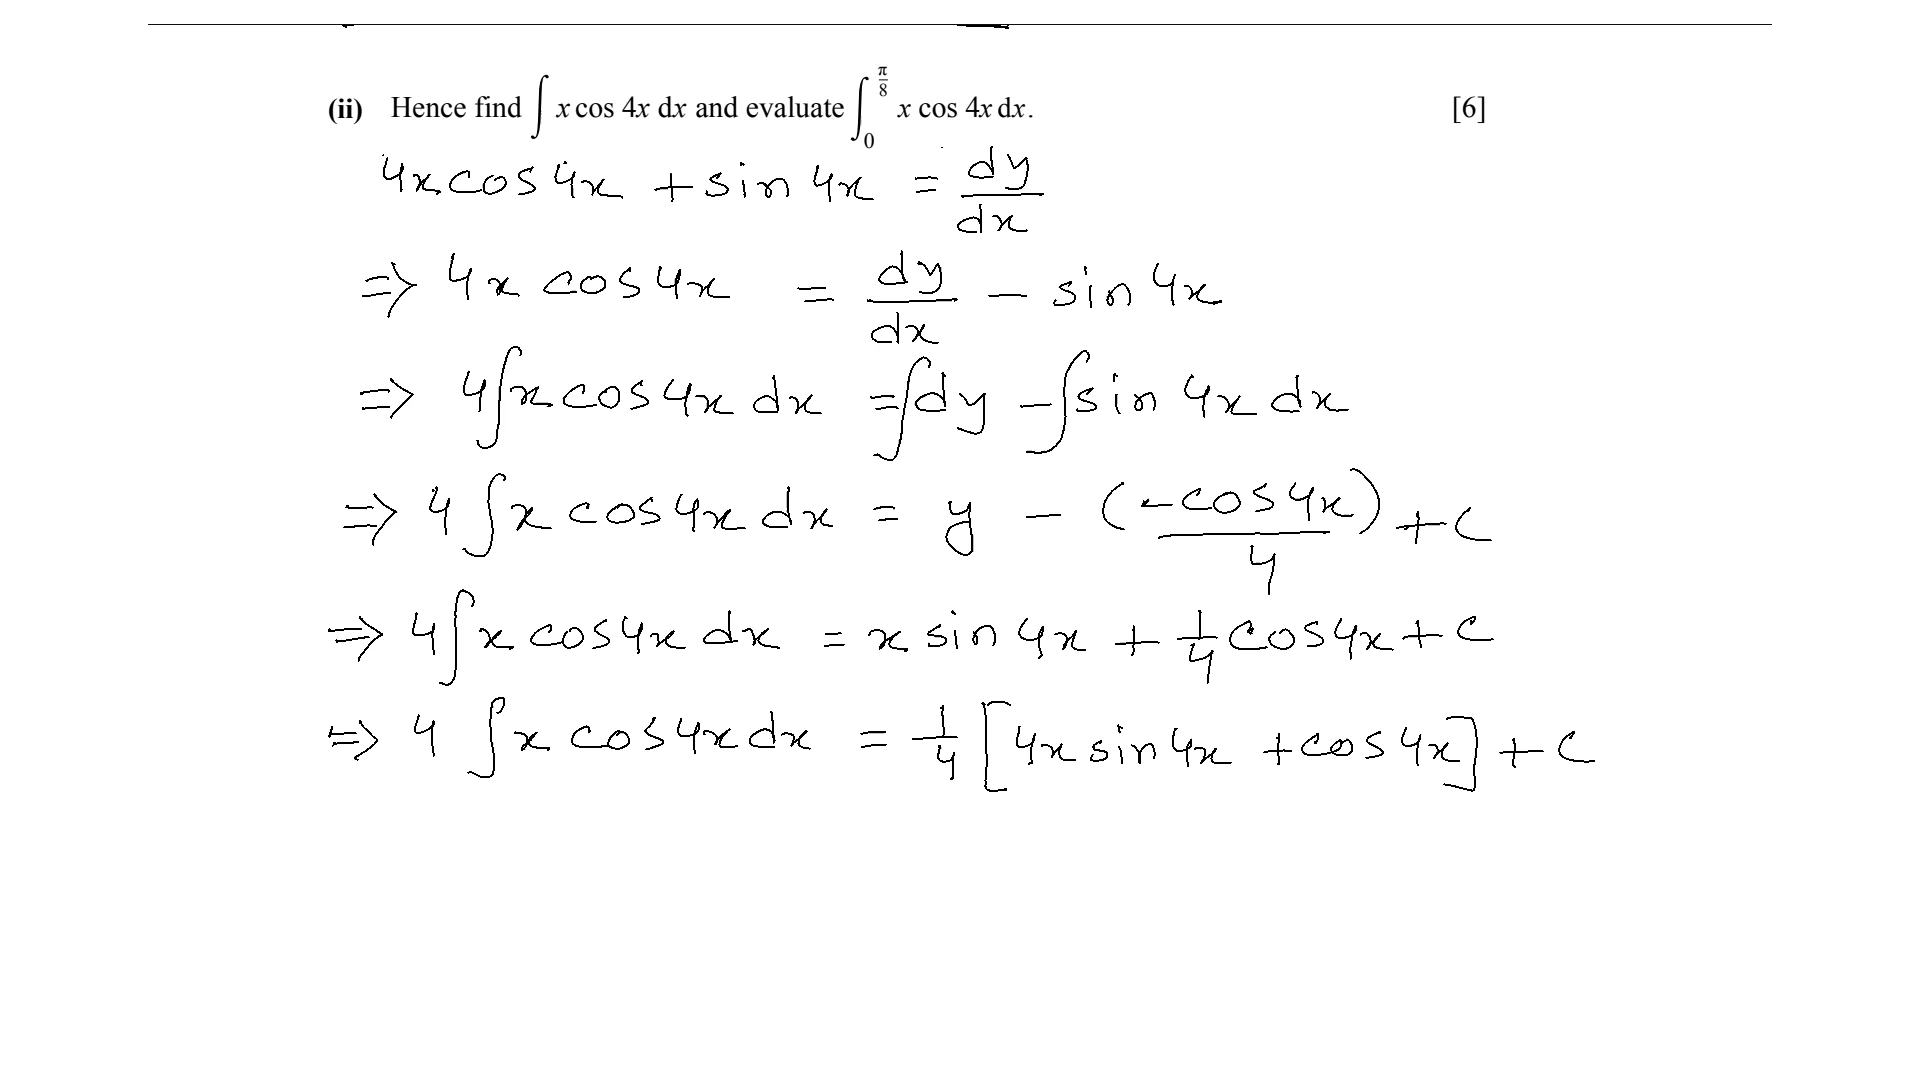 (ii) Hence find ∫ x cos 4x dx and evaluate ∫₀^(π/8) x cos 4x dx. [6]
4x cos 4x + sin 4x = dy/dx
⇒ 4x cos 4x = dy/dx − sin 4x
⇒ 4∫x cos 4x dx = ∫dy − ∫sin 4x dx
⇒ 4 ∫x cos 4x dx = y − (−cos 4x)/4 + c
⇒ 4∫x cos 4x dx = x sin 4x + 1/4 cos 4x + c
⇒ 4 ∫x cos 4x dx = 1/4 [4x sin 4x + cos 4x] + c